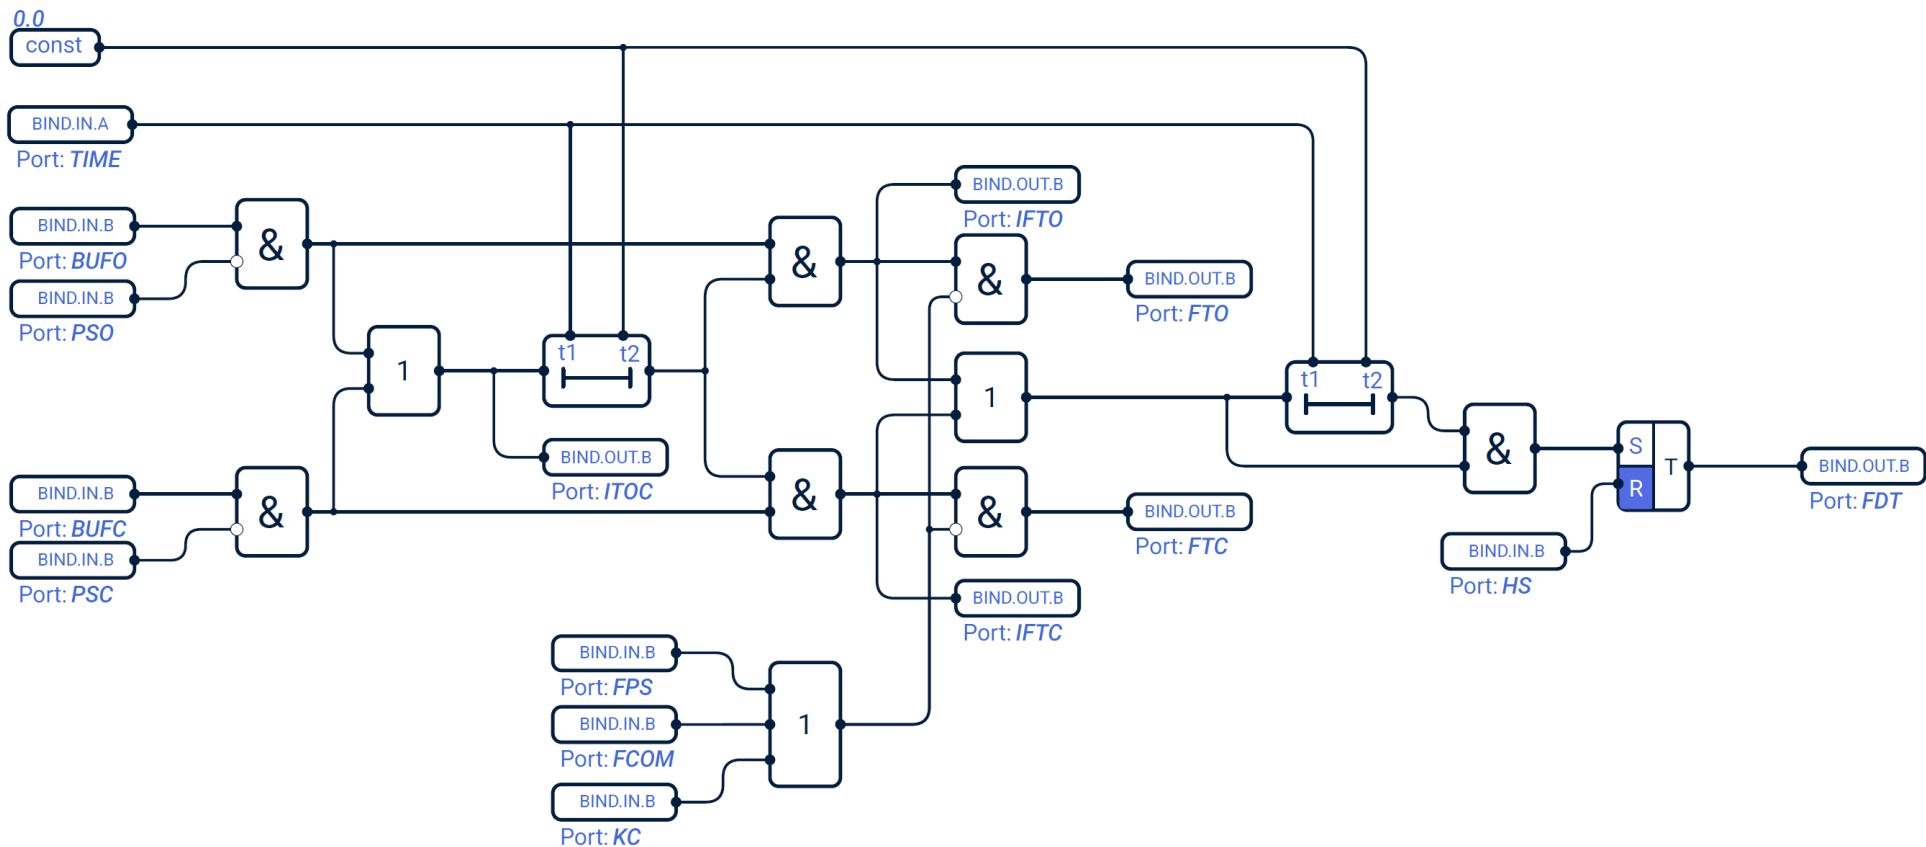 0.0
const
BIND.IN.A
Port: TIME
BIND.IN.B
Port: BUFO
BIND.IN.B
Port: PSO
&
1
t1 t2
BIND.OUT.B
Port: ITOC
BIND.IN.B
Port: BUFC
BIND.IN.B
Port: PSC
&
&
&
BIND.OUT.B
Port: IFTO
&
BIND.OUT.B
Port: FTO
1
&
BIND.OUT.B
Port: FTC
BIND.OUT.B
Port: IFTC
BIND.IN.B
Port: FPS
BIND.IN.B
Port: FCOM
BIND.IN.B
Port: KC
1
t1 t2
&
S
R
T
BIND.IN.B
Port: HS
BIND.OUT.B
Port: FDT